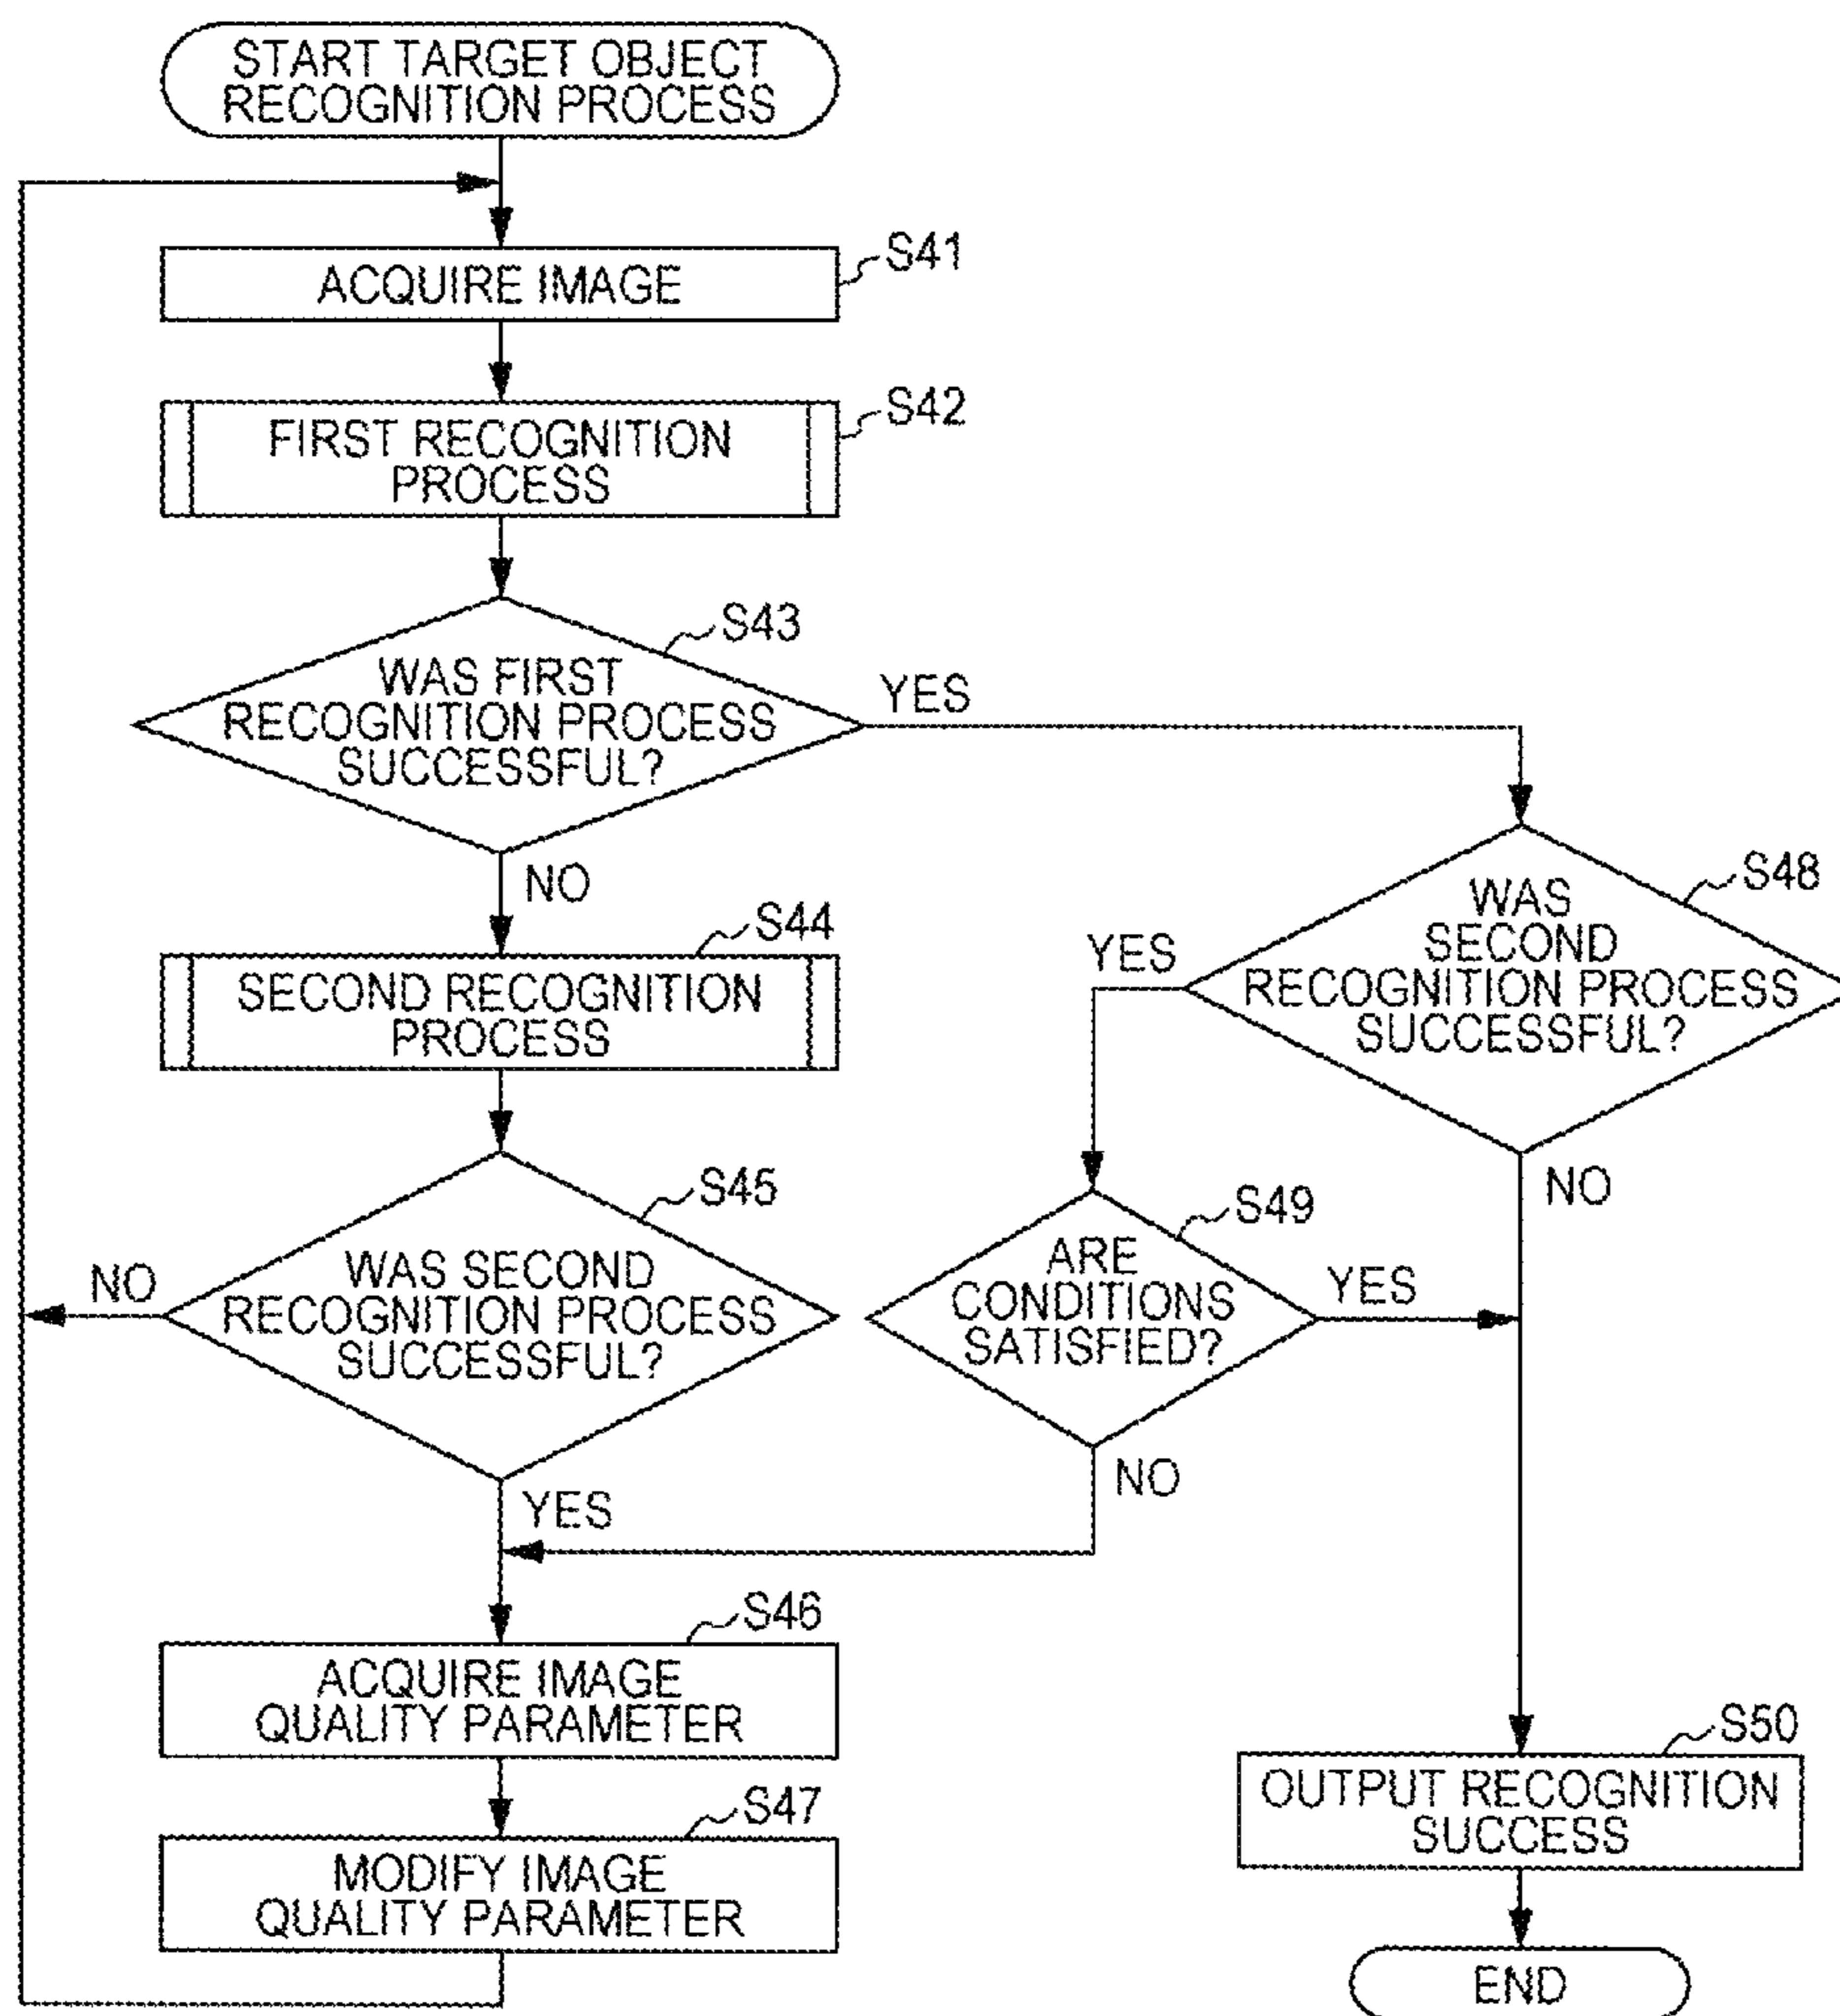 START TARGET OBJECT
RECOGNITION PROCESS
S41
ACQUIRE IMAGE
S42
FIRST RECOGNITION
PROCESS
S43
WAS FIRST
RECOGNITION PROCESS
SUCCESSFUL?
YES
NO
S44
SECOND RECOGNITION
PROCESS
S45
WAS SECOND
RECOGNITION PROCESS
SUCCESSFUL?
NO
YES
S46
ACQUIRE IMAGE
QUALITY PARAMETER
S47
MODIFY IMAGE
QUALITY PARAMETER
S48
WAS
SECOND
RECOGNITION PROCESS
SUCCESSFUL?
YES
NO
S49
ARE
CONDITIONS
SATISFIED?
YES
NO
S50
OUTPUT RECOGNITION
SUCCESS
END